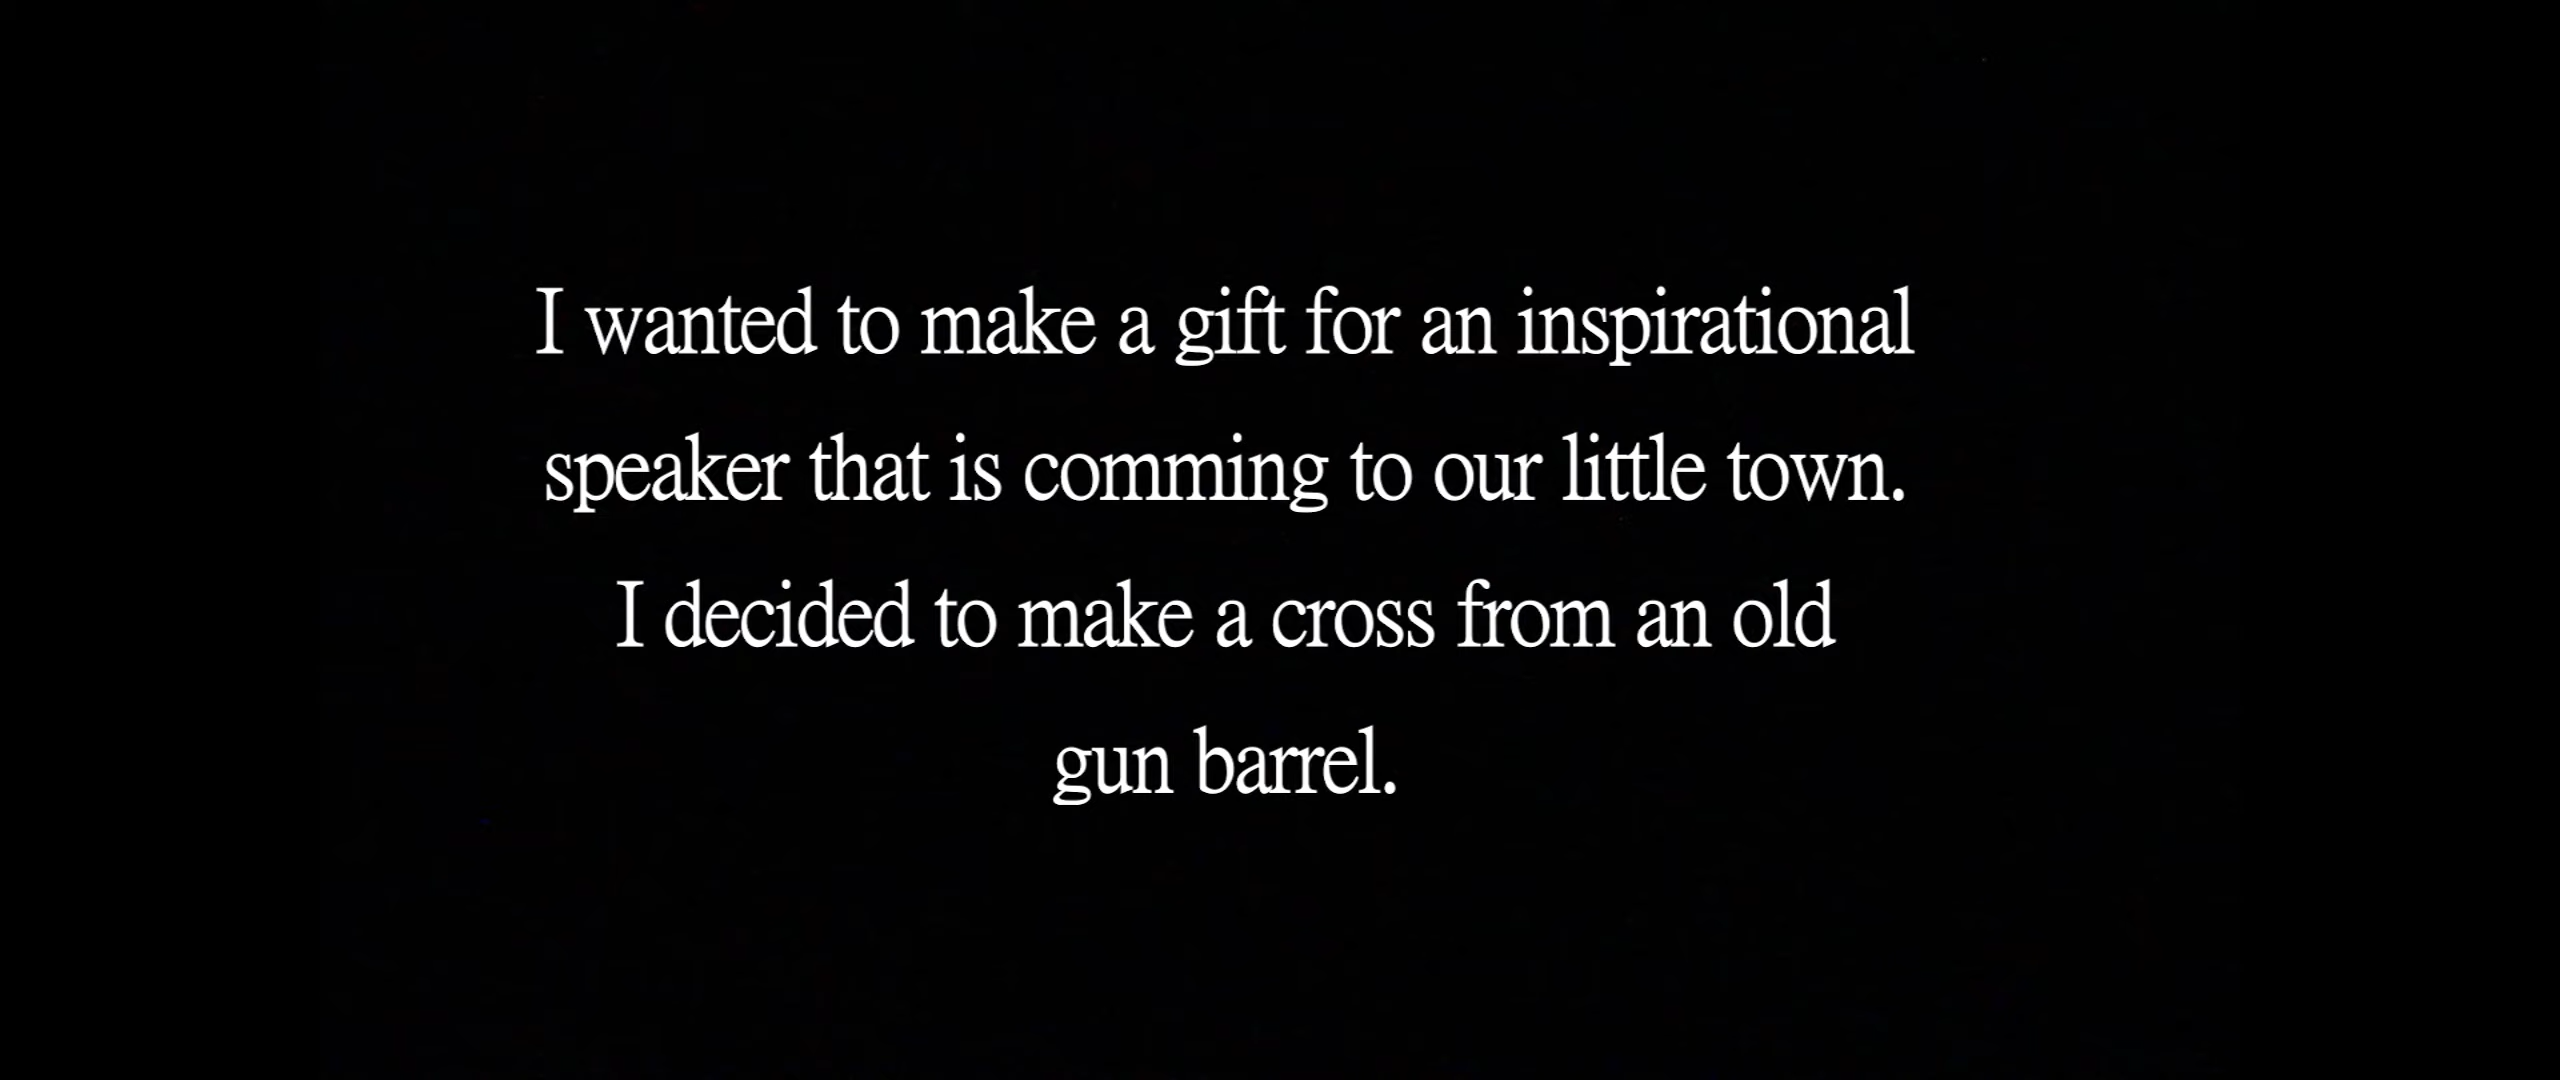 I wanted to make a gift for an inspirational
speaker that is comming to our little town.
I decided to make a cross from an old
gun barrel.